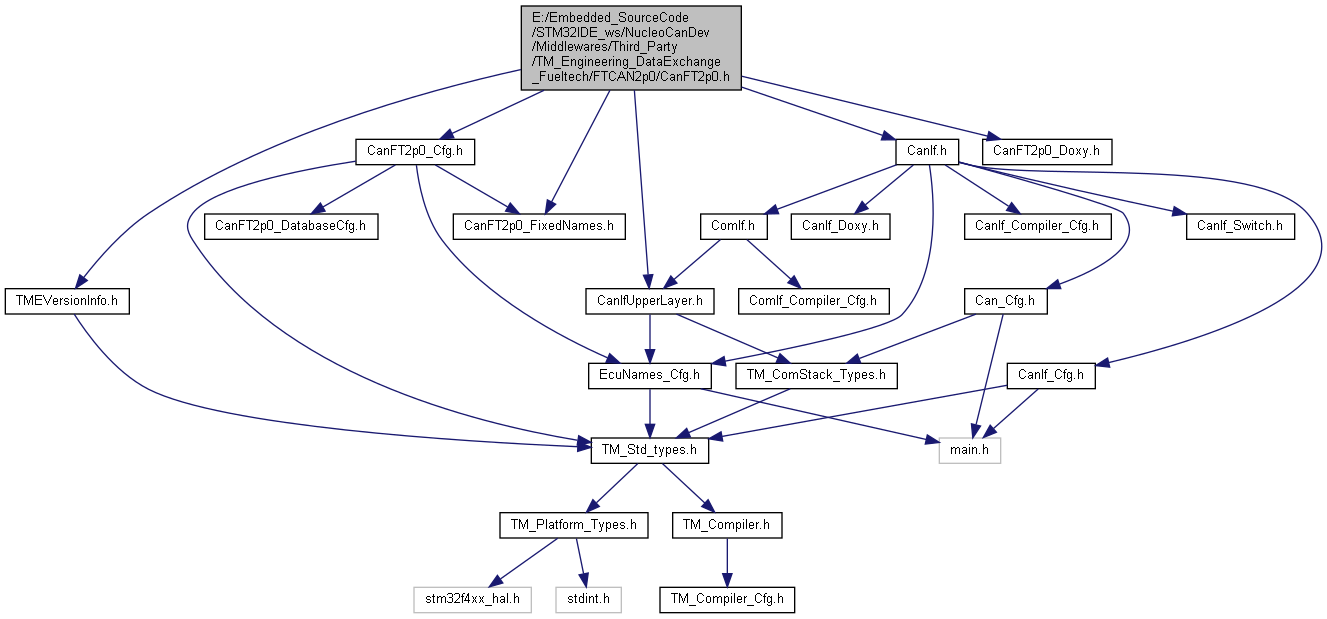 E:/Embedded_SourceCode
/STM32IDE_ws/NucleoCanDev
/Middlewares/Third_Party
/TM_Engineering_DataExchange
_Fueltech/FTCAN2p0/CanFT2p0.h
CanFT2p0_Cfg.h
CanIf.h
CanFT2p0_Doxy.h
CanFT2p0_DatabaseCfg.h
CanFT2p0_FixedNames.h
ComIf.h
CanIf_Doxy.h
CanIf_Compiler_Cfg.h
CanIf_Switch.h
TMEVersionInfo.h
CanIfUpperLayer.h
ComIf_Compiler_Cfg.h
Can_Cfg.h
EcuNames_Cfg.h
TM_ComStack_Types.h
CanIf_Cfg.h
TM_Std_types.h
main.h
TM_Platform_Types.h
TM_Compiler.h
stm32f4xx_hal.h
stdint.h
TM_Compiler_Cfg.h